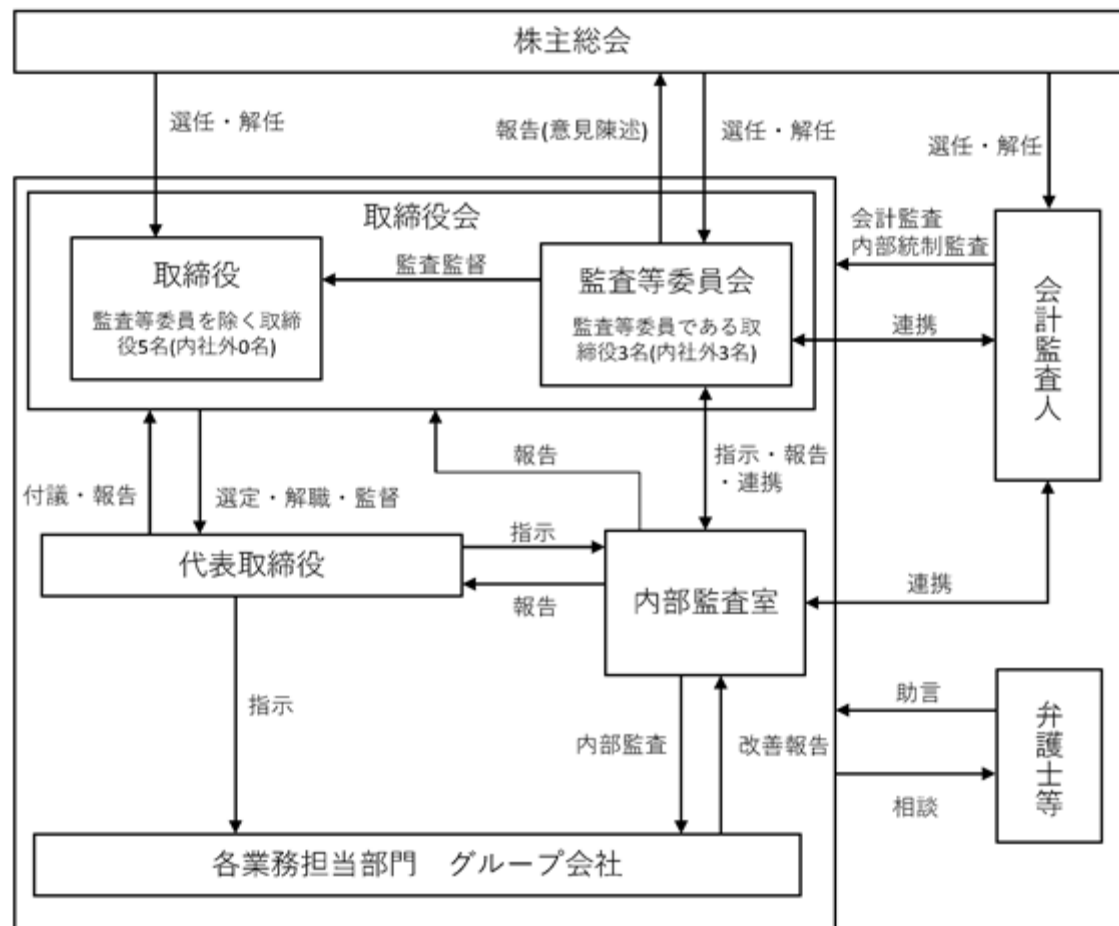 株主総会
選任・解任
報告(意見陳述)
選任・解任
選任・解任
取締役会
取締役
監査等委員を除く取締
役5名(内社外0名)
監査監督
監査等委員会
監査等委員である取
締役3名(内社外3名)
会計監査
内部統制監査
連携
会計監査人
付議・報告
選定・解職・監督
報告
指示・報告
・連携
代表取締役
指示
報告
内部監査室
連携
指示
内部監査
改善報告
助言
相談
弁護士等
各業務担当部門　グループ会社